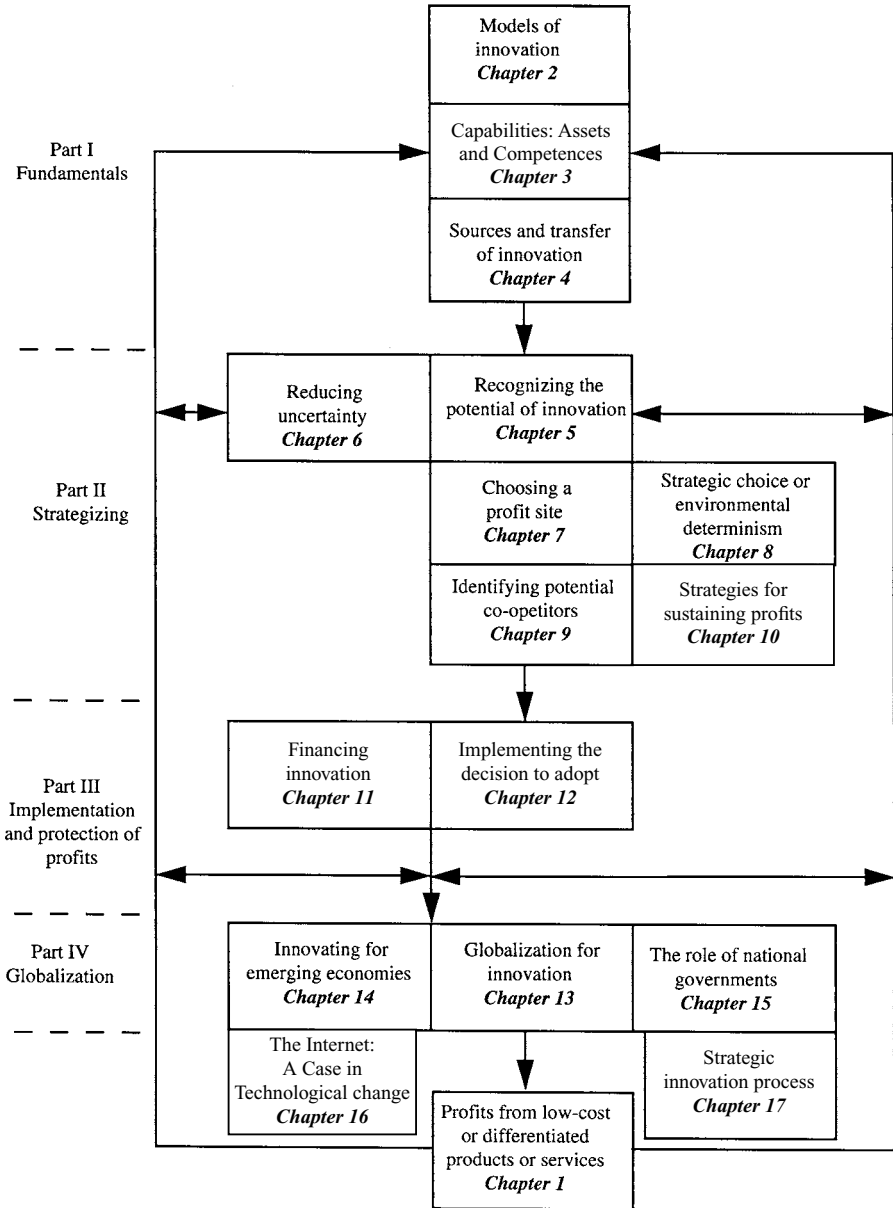 Models of
innovation
Chapter 2
Part I
Fundamentals
Capabilities: Assets
and Competences
Chapter 3
Sources and transfer
of innovation
Chapter 4
Part II
Strategizing
Reducing
uncertainty
Chapter 6
Recognizing the
potential of innovation
Chapter 5
Choosing a
profit site
Chapter 7
Strategic choice or
environmental
determinism
Chapter 8
Identifying potential
co-opetitors
Chapter 9
Strategies for
sustaining profits
Chapter 10
Part III
Implementation
and protection of
profits
Financing
innovation
Chapter 11
Implementing the
decision to adopt
Chapter 12
Part IV
Globalization
Innovating for
emerging economies
Chapter 14
Globalization for
innovation
Chapter 13
The role of national
governments
Chapter 15
The Internet:
A Case in
Technological change
Chapter 16
Strategic
innovation process
Chapter 17
Profits from low-cost
or differentiated
products or services
Chapter 1